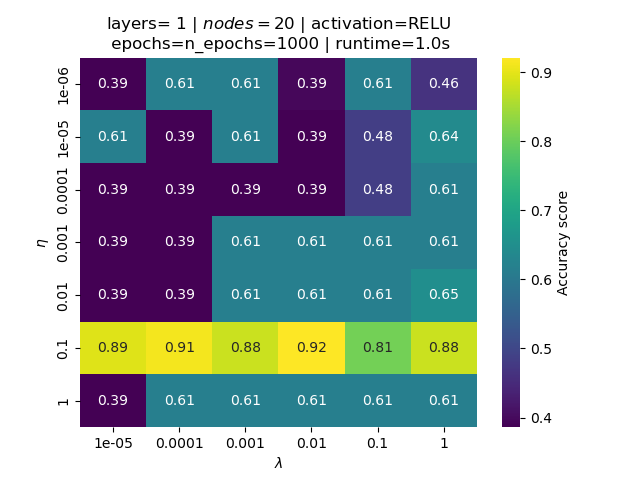 layers= 1 | nodes = 20 | activation=RELU
epochs=n_epochs=1000 | runtime=1.0s
1e-06 0.39 0.61 0.61 0.39 0.61 0.46
1e-05 0.61 0.39 0.61 0.39 0.48 0.64
0.0001 0.39 0.39 0.39 0.39 0.48 0.61
0.001 0.39 0.39 0.61 0.61 0.61 0.61
0.01 0.39 0.39 0.61 0.61 0.61 0.65
0.1 0.89 0.91 0.88 0.92 0.81 0.88
1 0.39 0.61 0.61 0.61 0.61 0.61
1e-05 0.0001 0.001 0.01 0.1 1
λ
η
0.9
0.8
0.7
0.6
0.5
0.4
Accuracy score